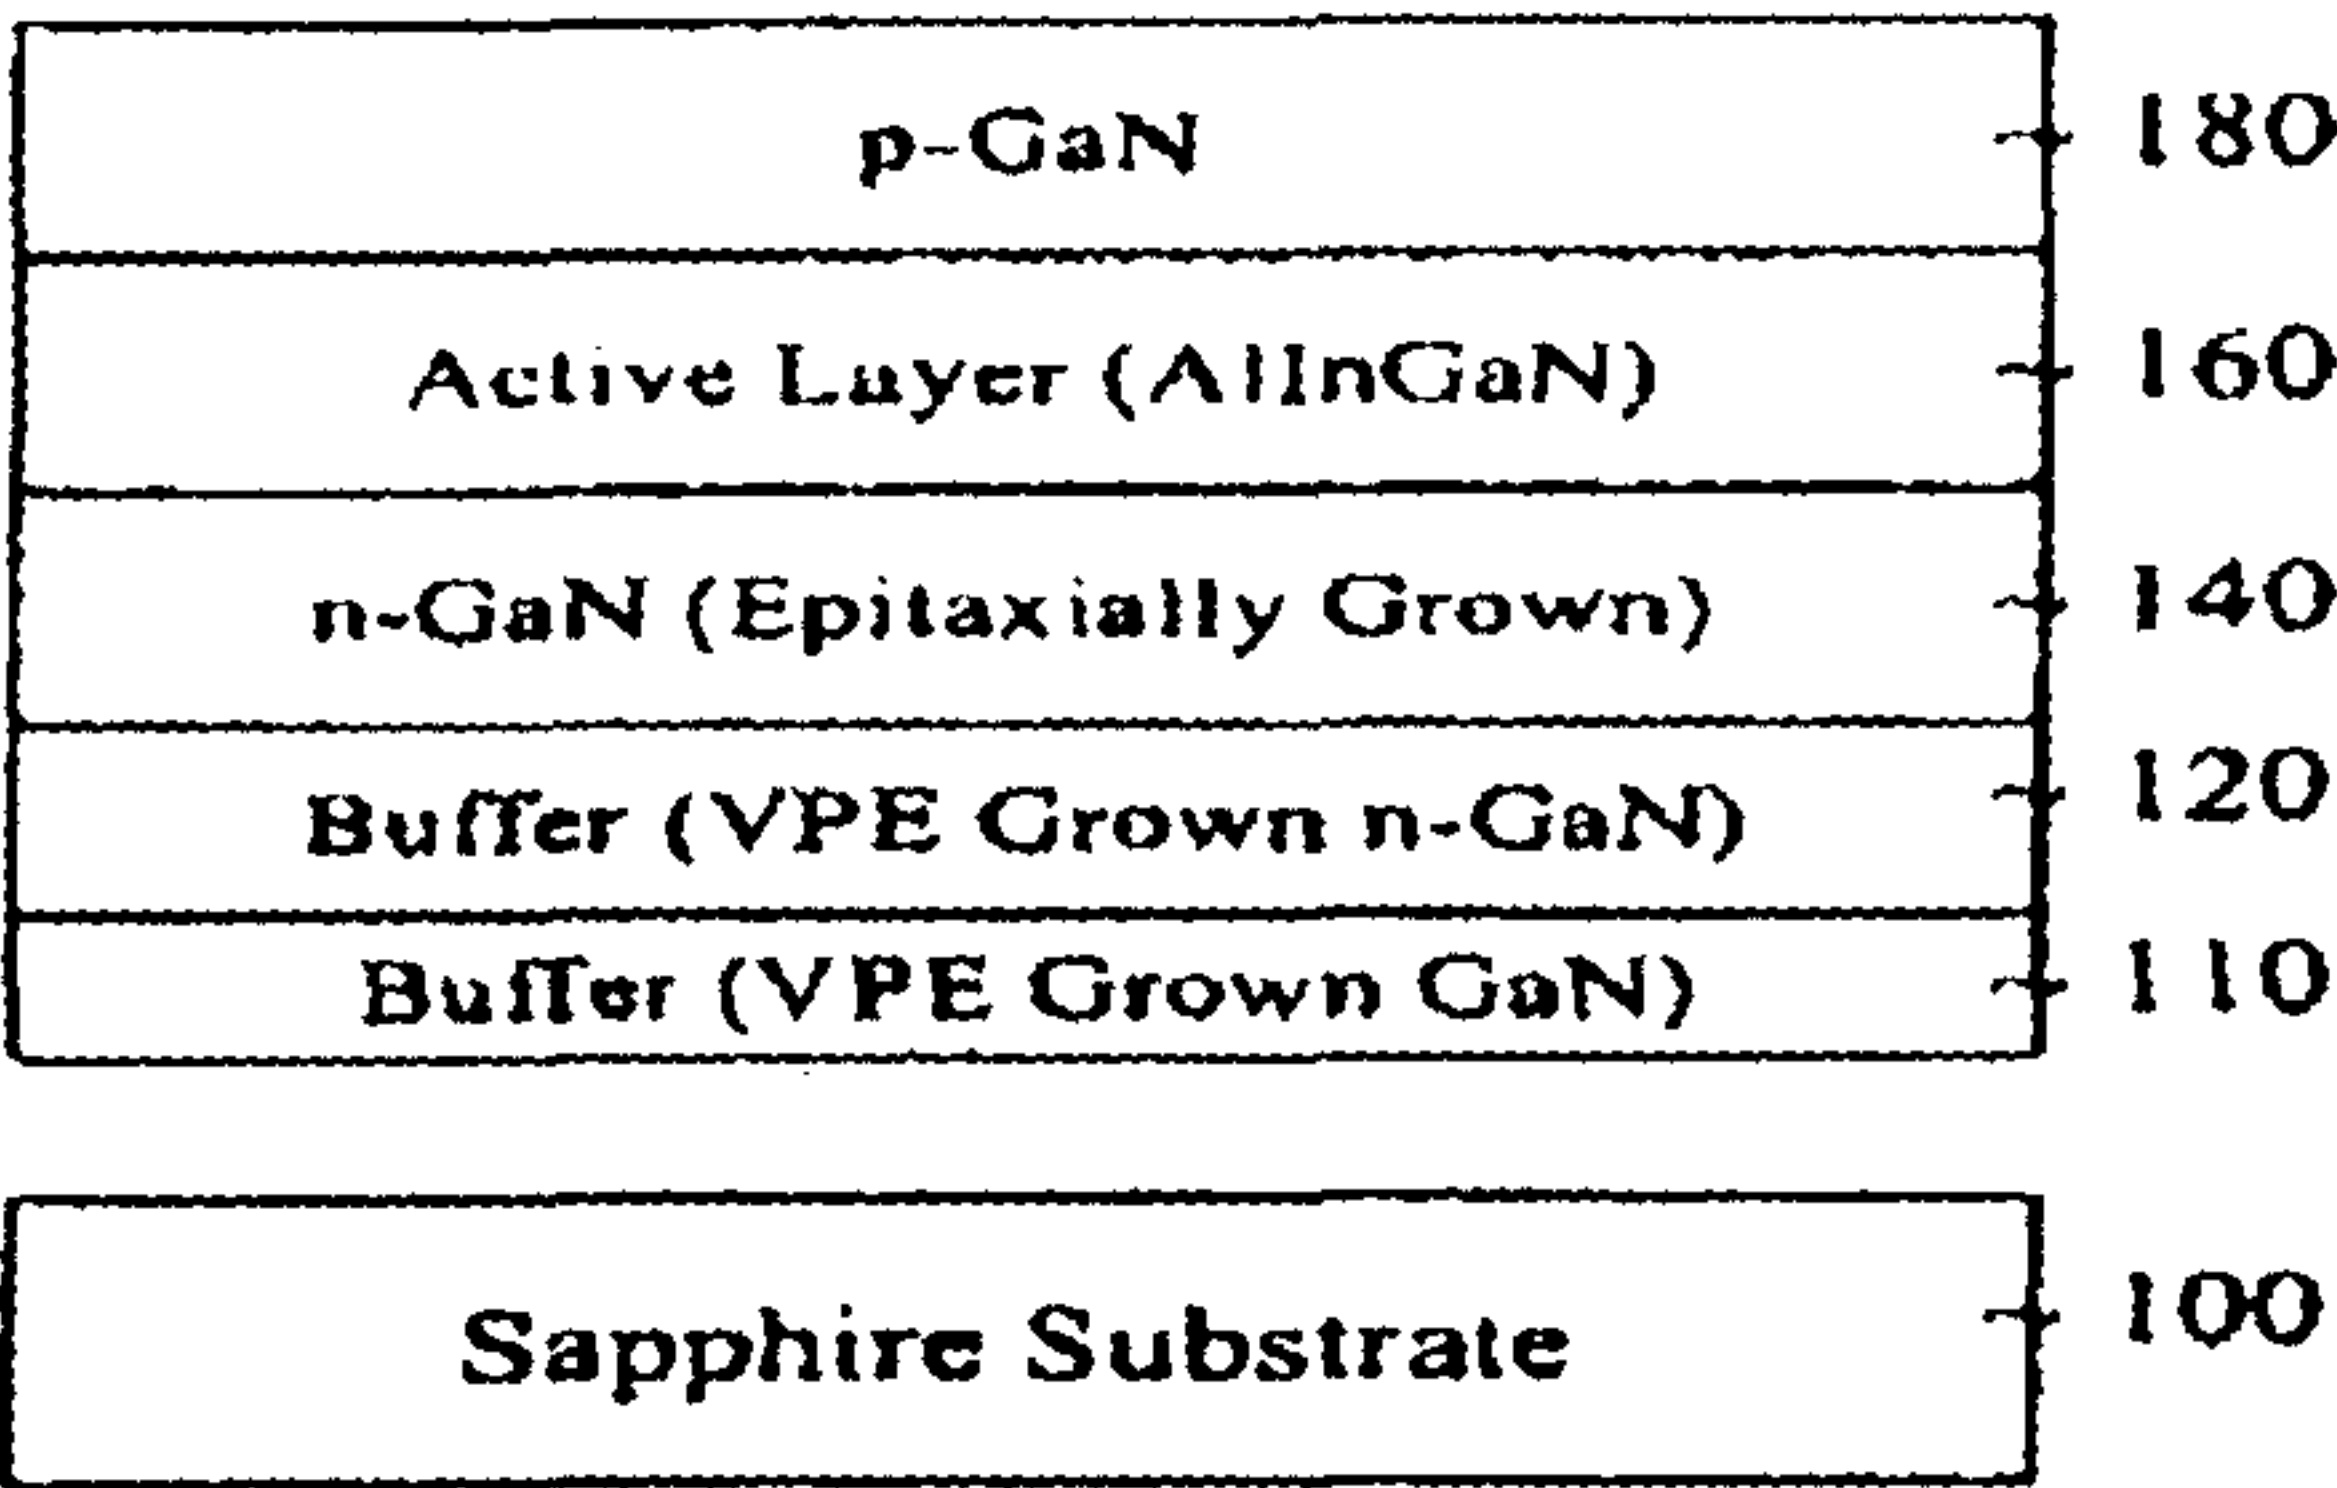 p-GaN 180
Active Layer (AlInGaN) 160
n-GaN (Epitaxially Grown) 140
Buffer (VPE Grown n-GaN) 120
Buffer (VPE Grown GaN) 110
Sapphire Substrate 100